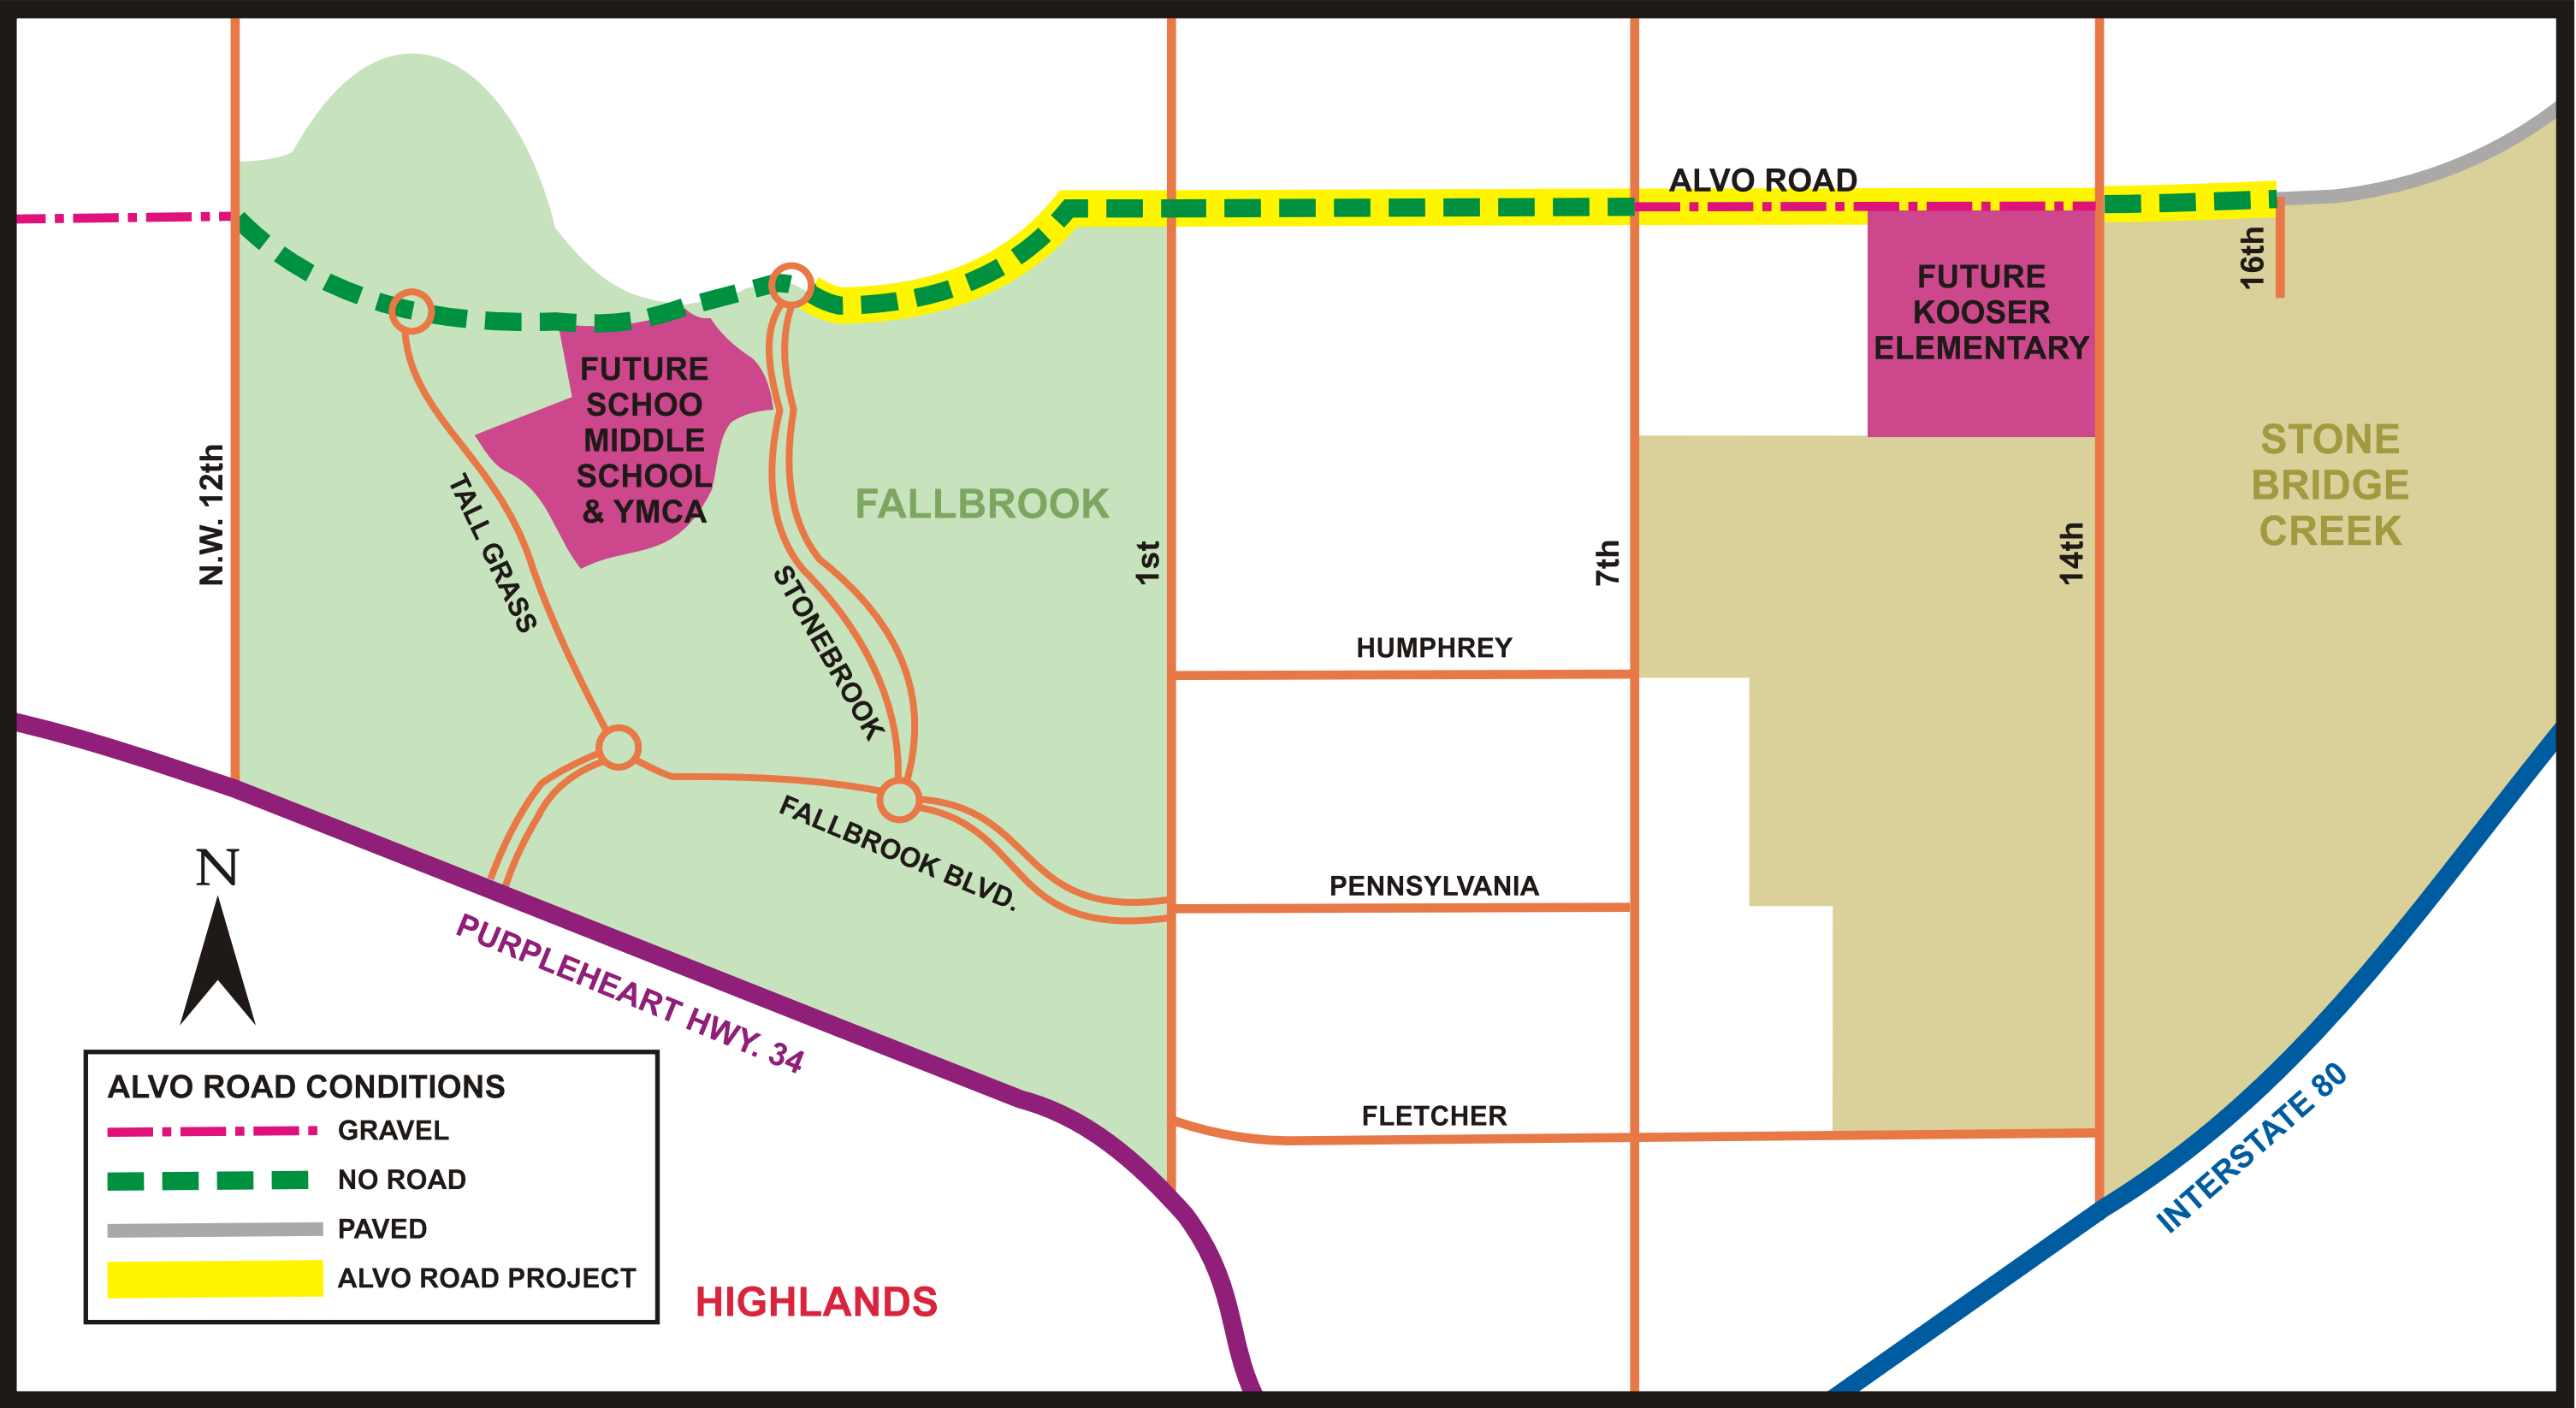 ALVO ROAD
16th
FUTURE
KOOSER
ELEMENTARY
FUTURE
SCHOO
MIDDLE
SCHOOL
& YMCA
STONE
BRIDGE
CREEK
N.W. 12th
TALL GRASS
FALLBROOK
1st
7th
14th
STONEBROOK
HUMPHREY
FALLBROOK BLVD.
PENNSYLVANIA
N
PURPLEHEART HWY. 34
FLETCHER
INTERSTATE 80
ALVO ROAD CONDITIONS
GRAVEL
NO ROAD
PAVED
ALVO ROAD PROJECT
HIGHLANDS